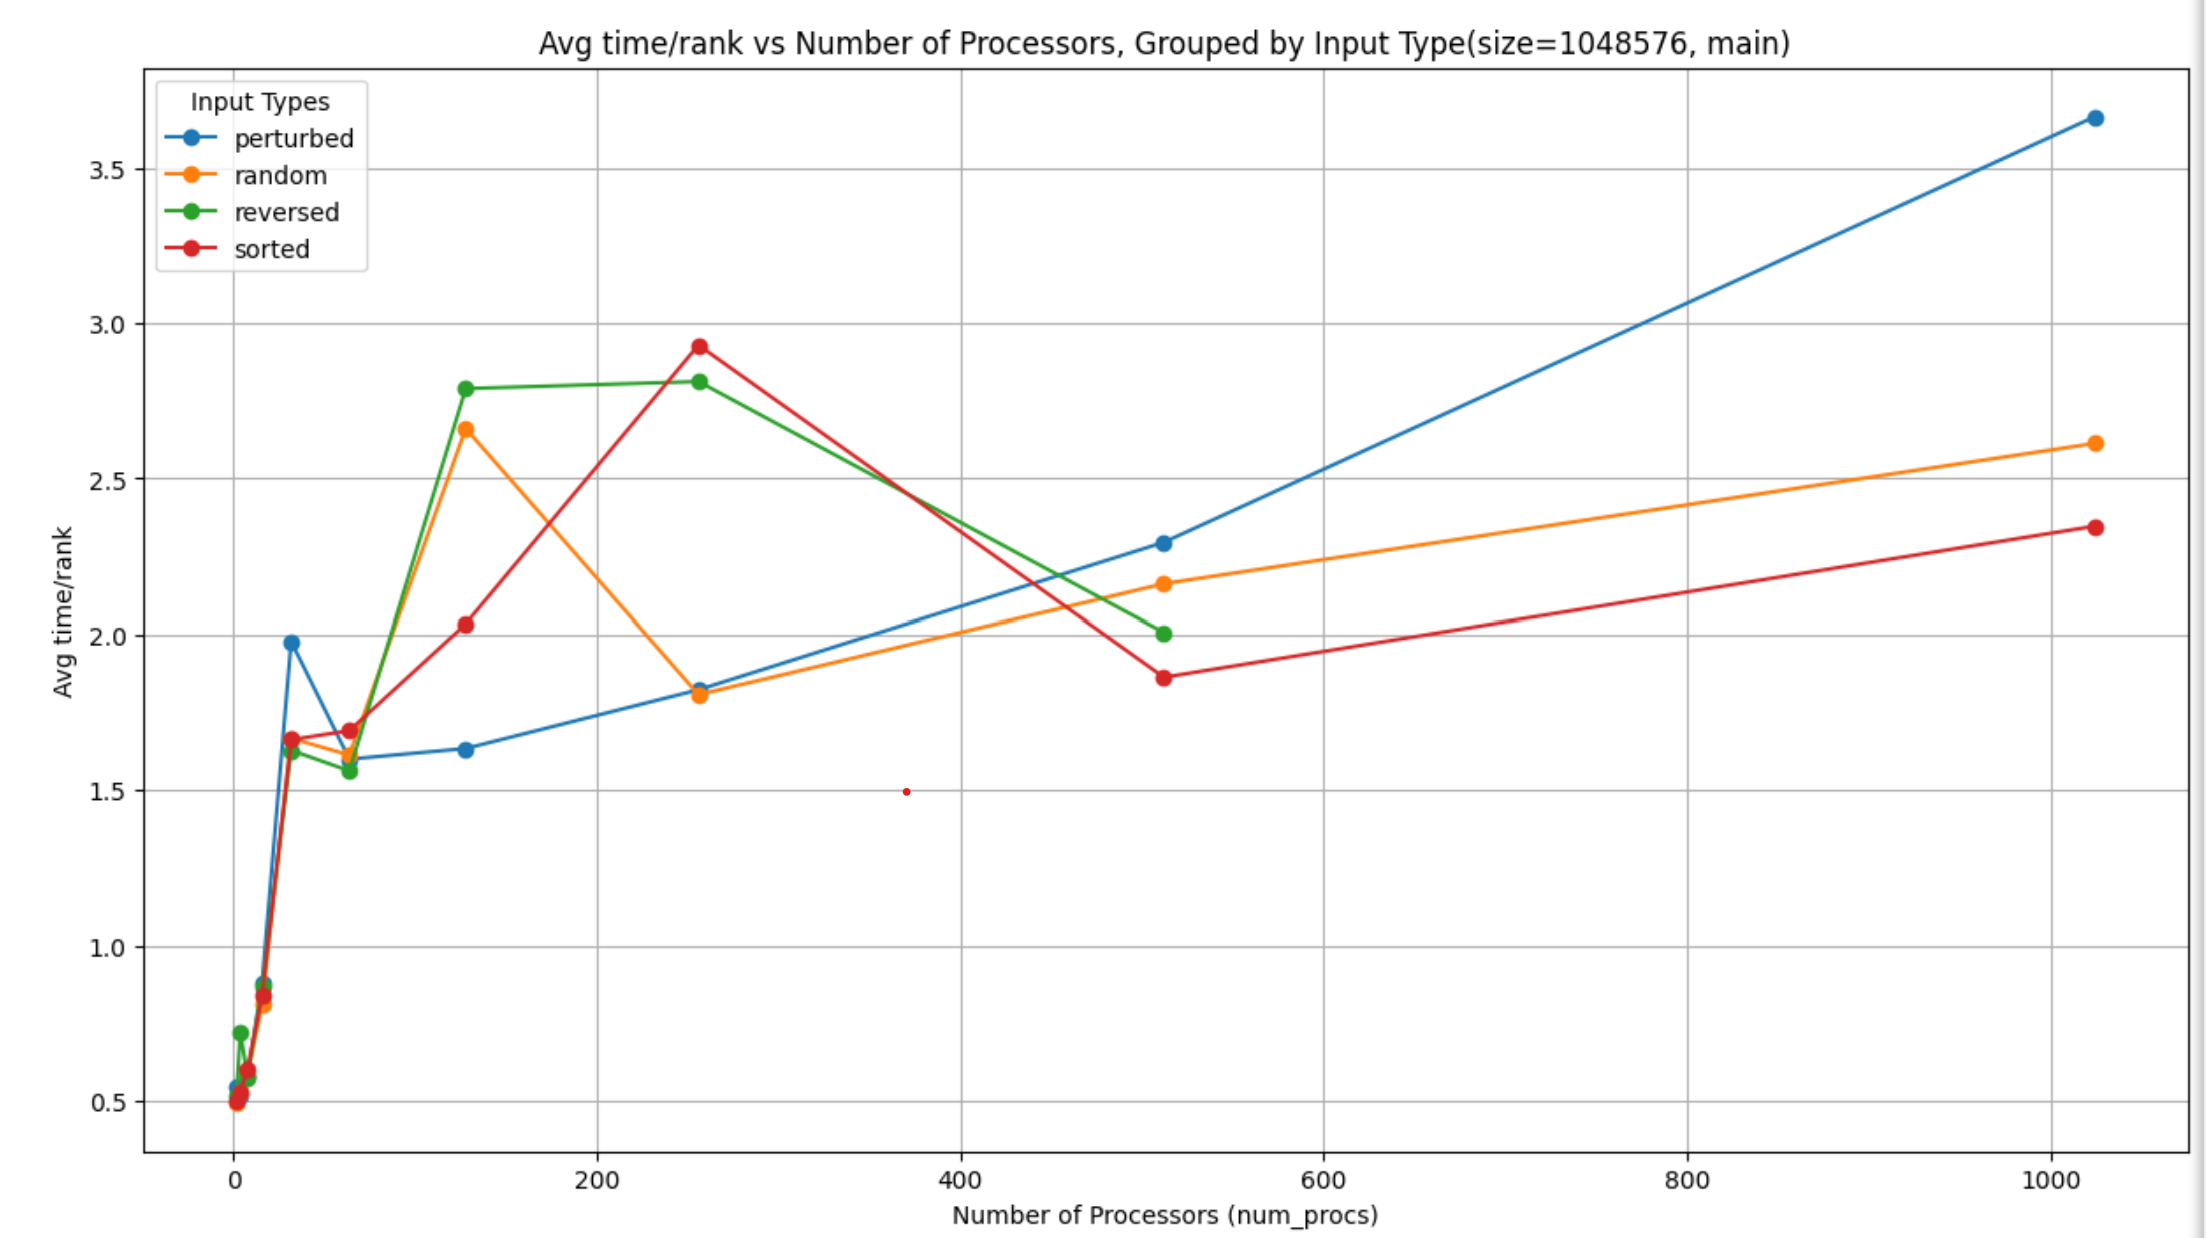 Avg time/rank vs Number of Processors, Grouped by Input Type(size=1048576, main)
Input Types
perturbed
random
reversed
sorted
Avg time/rank
3.5
3.0
2.5
2.0
1.5
1.0
0.5
0 200 400 600 800 1000
Number of Processors (num_procs)